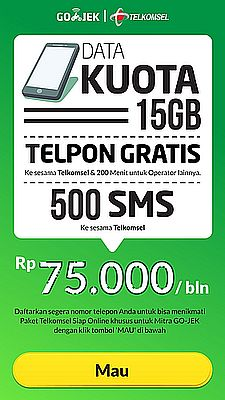 GO-JEK | TELKOMSEL
DATA
KUOTA
15GB
TELPON GRATIS
Ke sesama Telkomsel & 200 Menit untuk Operator lainnya.
500 SMS
Ke sesama Telkomsel
Rp 75.000/bln
Daftarkan segera nomor telepon Anda untuk bisa menikmati
Paket Telkomsel Siap Online khusus untuk Mitra GO-JEK
dengan klik tombol 'MAU' di bawah
Mau